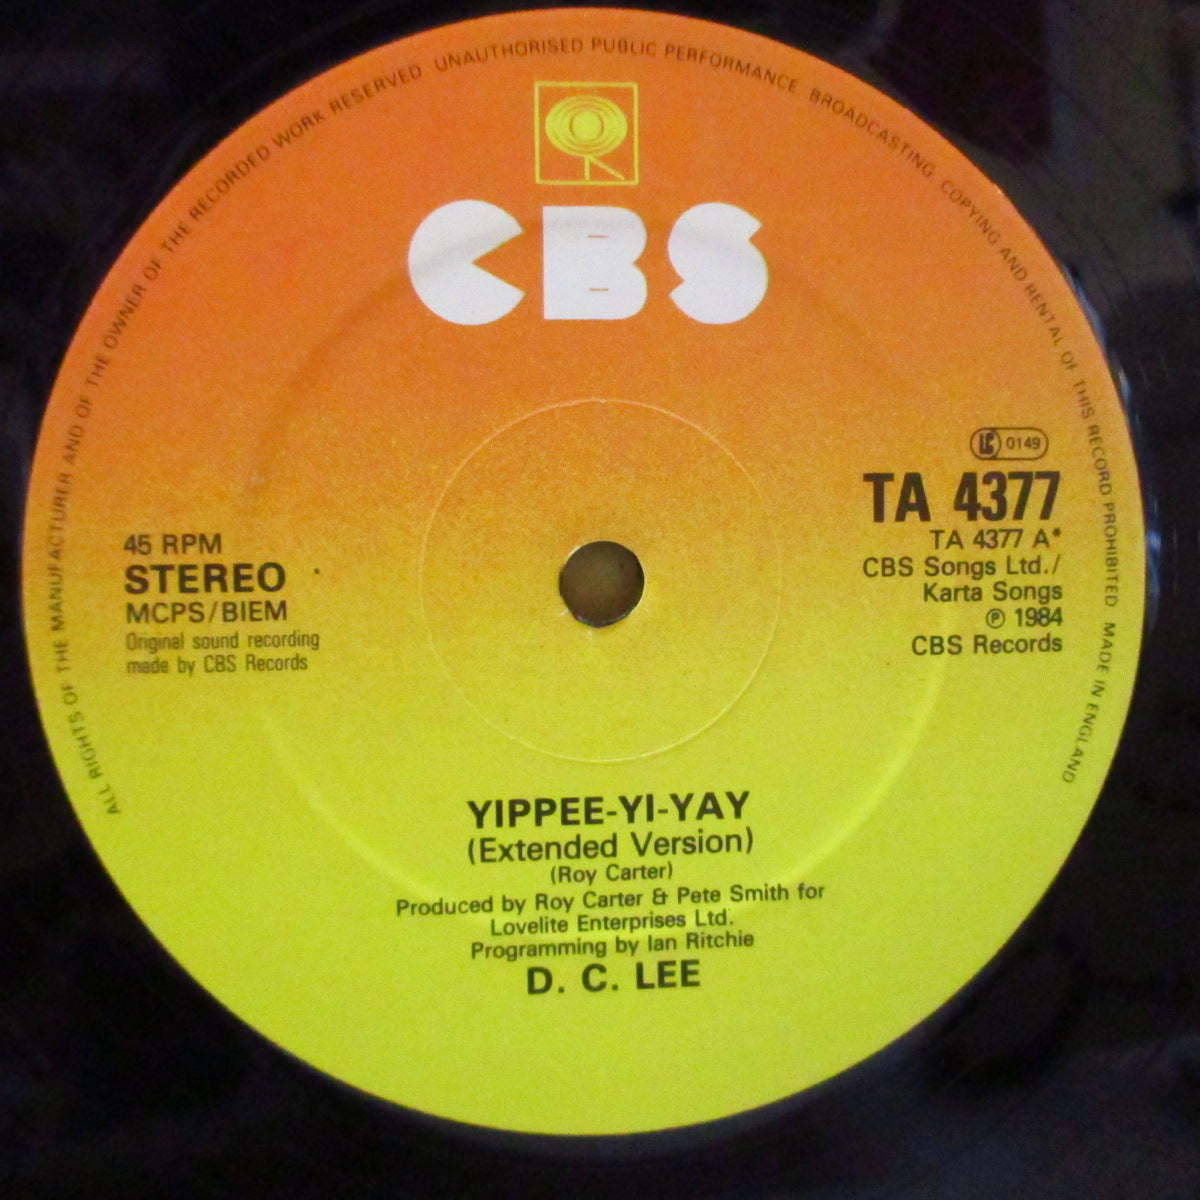 ALL RIGHTS OF THE MANUFACTURER AND OF THE OWNER OF THE RECORDED WORK RESERVED UNAUTHORISED PUBLIC PERFORMANCE BROADCASTING COPYING AND RENTAL OF THIS RECORD PROHIBITED MADE IN ENGLAND
CBS
LC 0149
TA 4377
TA 4377 A*
CBS Songs Ltd./
Karta Songs
℗ 1984
CBS Records
45 RPM
STEREO
MCPS/BIEM
Original sound recording
made by CBS Records
YIPPEE-YI-YAY
(Extended Version)
(Roy Carter)
Produced by Roy Carter & Pete Smith for
Lovelite Enterprises Ltd.
Programming by Ian Ritchie
D. C. LEE